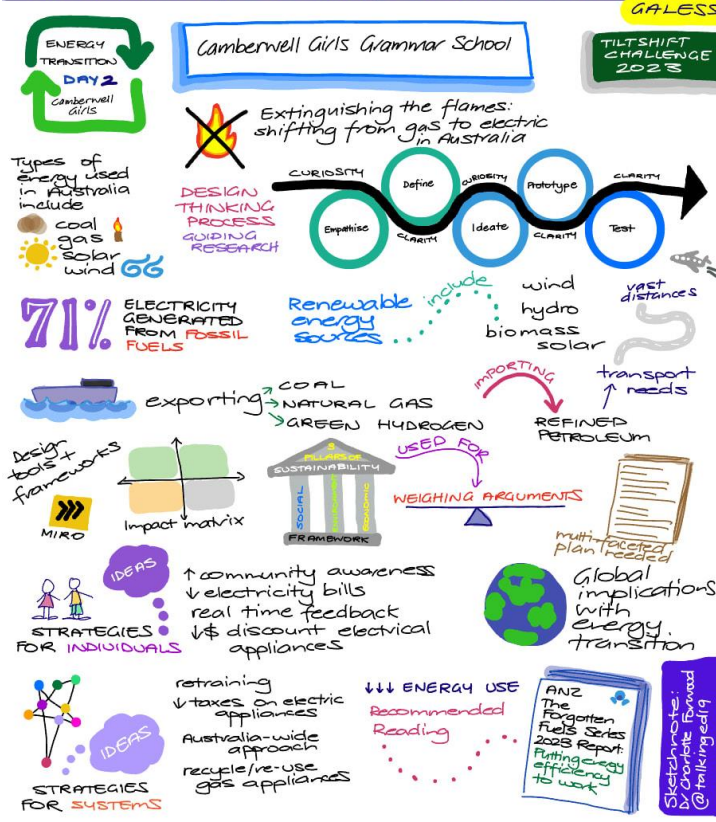 GALESS
ENERGY
TRANSITION
DAY 2
Camberwell
Girls
Camberwell Girls Grammar School
TILTSHIFT
CHALLENGE
2023
Extinguishing the flames:
shifting from gas to electric
in Australia
Types of
energy used
in Australia
include
coal
gas
solar
wind
DESIGN
THINKING
PROCESS
GUIDING
RESEARCH
CURIOSITY
Define
CURIOSITY
Prototype
CLARITY
Empathise
CLARITY
Ideate
CLARITY
Test
71%
ELECTRICITY
GENERATED
FROM FOSSIL
FUELS
Renewable
energy
sources
include
wind
hydro
biomass
solar
vast
distances
transport
needs
exporting
→ COAL
→ NATURAL GAS
→ GREEN HYDROGEN
IMPORTING
REFINED
PETROLEUM
Design
tools +
frameworks
MIRO
Impact matrix
3
PILLARS OF
SUSTAINABILITY
SOCIAL
ENVIRONMENT
ECONOMIC
FRAMEWORK
USED FOR
WEIGHING ARGUMENTS
multi-faceted
plan needed
IDEAS
STRATEGIES
FOR INDIVIDUALS
↑ community awareness
↓ electricity bills
real time feedback
↓$ discount electrical
appliances
Global
implications
with
energy
transition
IDEAS
STRATEGIES
FOR SYSTEMS
retraining
↓ taxes on electric
appliances
Australia-wide
approach
recycle/re-use
gas appliances
↓↓↓ ENERGY USE
Recommended
Reading
ANZ
The
Forgotten
Fuels Series
2023 Report:
Putting energy
efficiency
to work
Sketchnote:
Dr Charlotte Forwood
@talkinged19